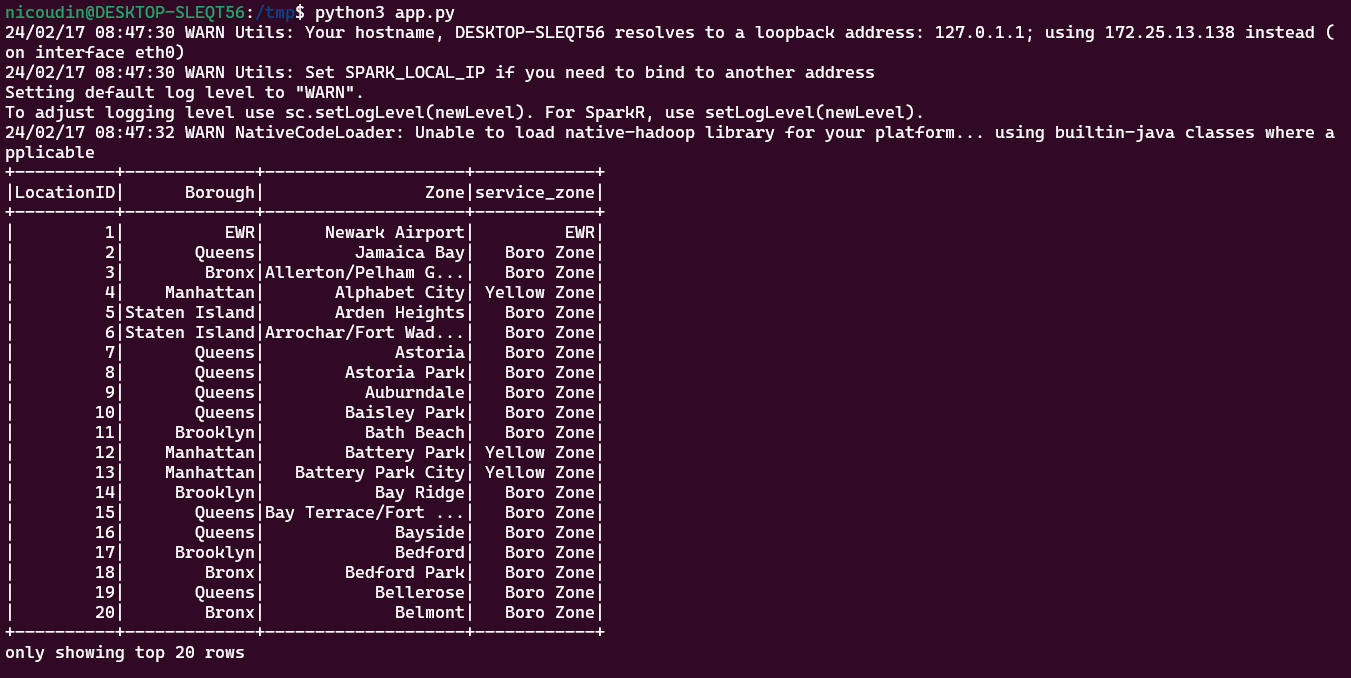 nicoudin@DESKTOP-SLEQT56:/tmp$ python3 app.py
24/02/17 08:47:30 WARN Utils: Your hostname, DESKTOP-SLEQT56 resolves to a loopback address: 127.0.1.1; using 172.25.13.138 instead (
on interface eth0)
24/02/17 08:47:30 WARN Utils: Set SPARK_LOCAL_IP if you need to bind to another address
Setting default log level to "WARN".
To adjust logging level use sc.setLogLevel(newLevel). For SparkR, use setLogLevel(newLevel).
24/02/17 08:47:32 WARN NativeCodeLoader: Unable to load native-hadoop library for your platform... using builtin-java classes where a
pplicable
+----------+-------------+--------------------+------------+
|LocationID|      Borough|                Zone|service_zone|
+----------+-------------+--------------------+------------+
|         1|          EWR|      Newark Airport|         EWR|
|         2|       Queens|         Jamaica Bay|   Boro Zone|
|         3|        Bronx|Allerton/Pelham G...|   Boro Zone|
|         4|    Manhattan|       Alphabet City| Yellow Zone|
|         5|Staten Island|       Arden Heights|   Boro Zone|
|         6|Staten Island|Arrochar/Fort Wad...|   Boro Zone|
|         7|       Queens|             Astoria|   Boro Zone|
|         8|       Queens|        Astoria Park|   Boro Zone|
|         9|       Queens|          Auburndale|   Boro Zone|
|        10|       Queens|        Baisley Park|   Boro Zone|
|        11|     Brooklyn|          Bath Beach|   Boro Zone|
|        12|    Manhattan|        Battery Park| Yellow Zone|
|        13|    Manhattan|   Battery Park City| Yellow Zone|
|        14|     Brooklyn|           Bay Ridge|   Boro Zone|
|        15|       Queens|Bay Terrace/Fort ...|   Boro Zone|
|        16|       Queens|             Bayside|   Boro Zone|
|        17|     Brooklyn|             Bedford|   Boro Zone|
|        18|        Bronx|        Bedford Park|   Boro Zone|
|        19|       Queens|           Bellerose|   Boro Zone|
|        20|        Bronx|             Belmont|   Boro Zone|
+----------+-------------+--------------------+------------+
only showing top 20 rows